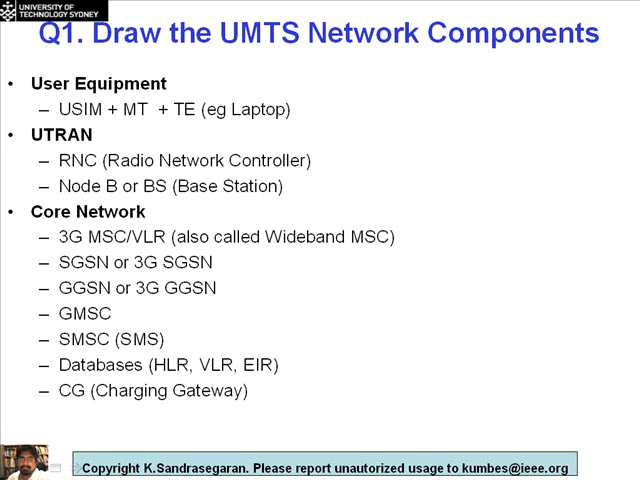 UNIVERSITY OF
TECHNOLOGY SYDNEY
Q1. Draw the UMTS Network Components
• User Equipment
– USIM + MT + TE (eg Laptop)
• UTRAN
– RNC (Radio Network Controller)
– Node B or BS (Base Station)
• Core Network
– 3G MSC/VLR (also called Wideband MSC)
– SGSN or 3G SGSN
– GGSN or 3G GGSN
– GMSC
– SMSC (SMS)
– Databases (HLR, VLR, EIR)
– CG (Charging Gateway)
Copyright K.Sandrasegaran. Please report unauthorized usage to kumbes@ieee.org